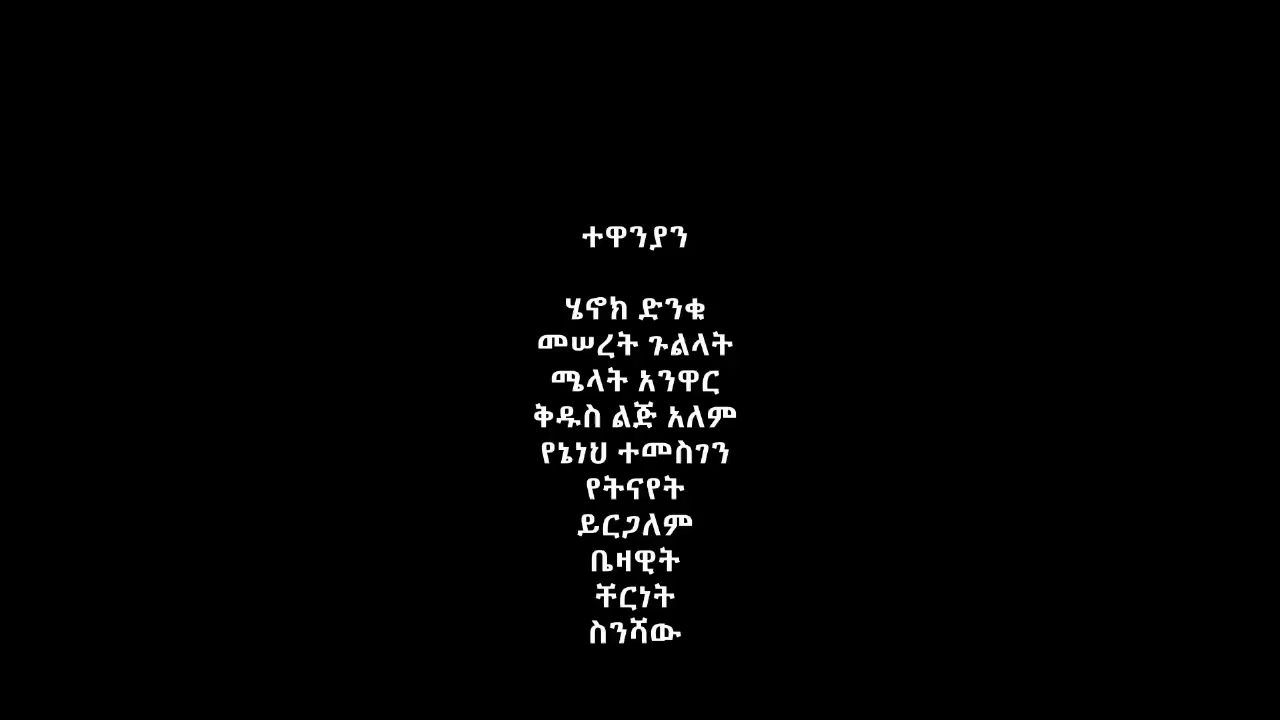 ተዋንያን
ሄኖክ ድንቁ
መሠረት ጉልላት
ሜላት አንዋር
ቅዱስ ልጅ አለም
የኔነህ ተመስገን
የትናየት
ይርጋለም
ቤዛዊት
ቸርነት
ስንሻው